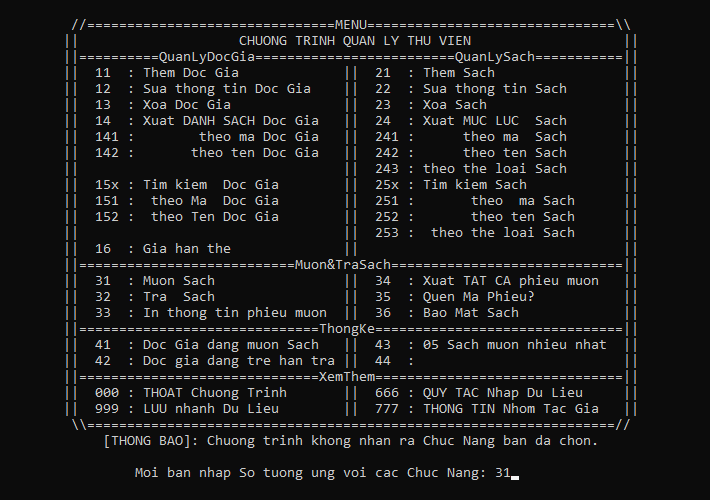 //===============================MENU===============================\\
||                    CHUONG TRINH QUAN LY THU VIEN                   ||
||==========QuanLyDocGia=========================QuanLySach===========||
||  11  : Them Doc Gia             ||  21  : Them Sach                ||
||  12  : Sua thong tin Doc Gia    ||  22  : Sua thong tin Sach       ||
||  13  : Xoa Doc Gia              ||  23  : Xoa Sach                 ||
||  14  : Xuat DANH SACH Doc Gia   ||  24  : Xuat MUC LUC  Sach       ||
||  141 :        theo ma Doc Gia   ||  241 :      theo ma  Sach       ||
||  142 :       theo ten Doc Gia   ||  242 :      theo ten Sach       ||
||                                 ||  243 : theo the loai Sach       ||
||  15x : Tim kiem  Doc Gia        ||  25x : Tim kiem Sach            ||
||  151 :  theo Ma  Doc Gia        ||  251 :       theo  ma Sach      ||
||  152 :  theo Ten Doc Gia        ||  252 :       theo ten Sach      ||
||                                 ||  253 :  theo the loai Sach      ||
||  16  : Gia han the              ||                                 ||
||===========================Muon&TraSach=============================||
||  31  : Muon Sach                ||  34  : Xuat TAT CA phieu muon   ||
||  32  : Tra  Sach                ||  35  : Quen Ma Phieu?           ||
||  33  : In thong tin phieu muon  ||  36  : Bao Mat Sach             ||
||==============================ThongKe===============================||
||  41  : Doc Gia dang muon Sach   ||  43  : 05 Sach muon nhieu nhat  ||
||  42  : Doc gia dang tre han tra ||  44  :                          ||
||==============================XemThem===============================||
||  000 : THOAT Chuong Trinh       ||  666 : QUY TAC Nhap Du Lieu     ||
||  999 : LUU nhanh Du Lieu        ||  777 : THONG TIN Nhom Tac Gia   ||
\\==================================================================//
[THONG BAO]: Chuong trinh khong nhan ra Chuc Nang ban da chon.
Moi ban nhap So tuong ung voi cac Chuc Nang: 31